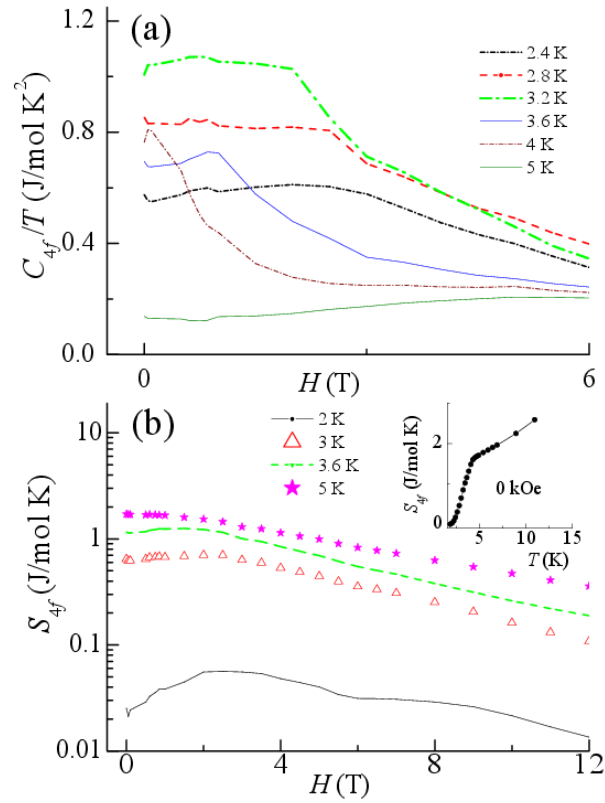 (a)
1.2
0.8
0.4
0.0
C4f/T (J/mol K²)
2.4 K
2.8 K
3.2 K
3.6 K
4 K
5 K
0
6
H (T)
(b)
10
1
0.1
0.01
S4f (J/mol K)
2 K
3 K
3.6 K
5 K
2
0
S4f (J/mol K)
0 kOe
5
10
15
T (K)
0
4
8
12
H (T)